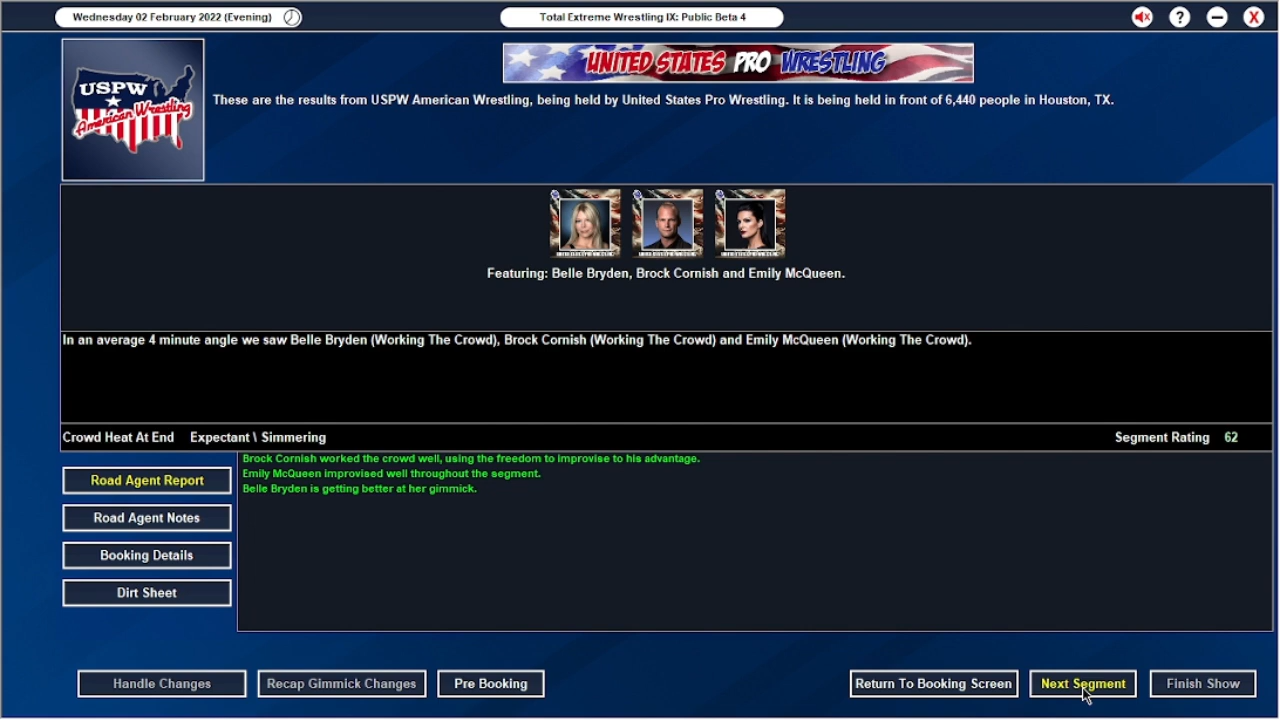 Wednesday 02 February 2022 (Evening)
Total Extreme Wrestling IX: Public Beta 4
?
X
USPW
American Wrestling
UNITED STATES PRO WRESTLING
These are the results from USPW American Wrestling, being held by United States Pro Wrestling. It is being held in front of 6,440 people in Houston, TX.
Featuring: Belle Bryden, Brock Cornish and Emily McQueen.
In an average 4 minute angle we saw Belle Bryden (Working The Crowd), Brock Cornish (Working The Crowd) and Emily McQueen (Working The Crowd).
Crowd Heat At End Expectant \ Simmering Segment Rating 62
Brock Cornish worked the crowd well, using the freedom to improvise to his advantage.
Emily McQueen improvised well throughout the segment.
Belle Bryden is getting better at her gimmick.
Road Agent Report
Road Agent Notes
Booking Details
Dirt Sheet
Handle Changes Recap Gimmick Changes Pre Booking Return To Booking Screen Next Segment Finish Show